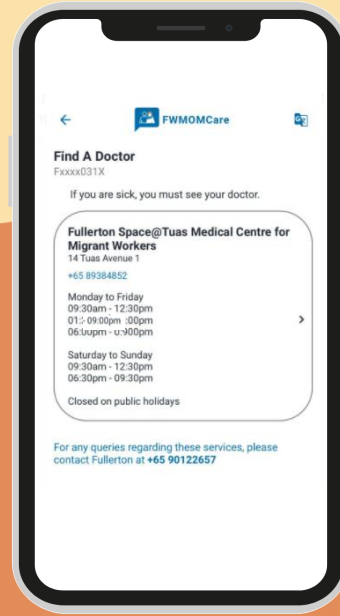 FWMOMCare
Find A Doctor
Fxxxx031X
If you are sick, you must see your doctor.
Fullerton Space@Tuas Medical Centre for
Migrant Workers
14 Tuas Avenue 1
+65 89384852
Monday to Friday
09:30am - 12:30pm
09:00pm :00pm
Saturday to Sunday
09:30am - 12:30pm
06:30pm - 09:30pm
Closed on public holidays
For any queries regarding these services, please
contact Fullerton at +65 90122657